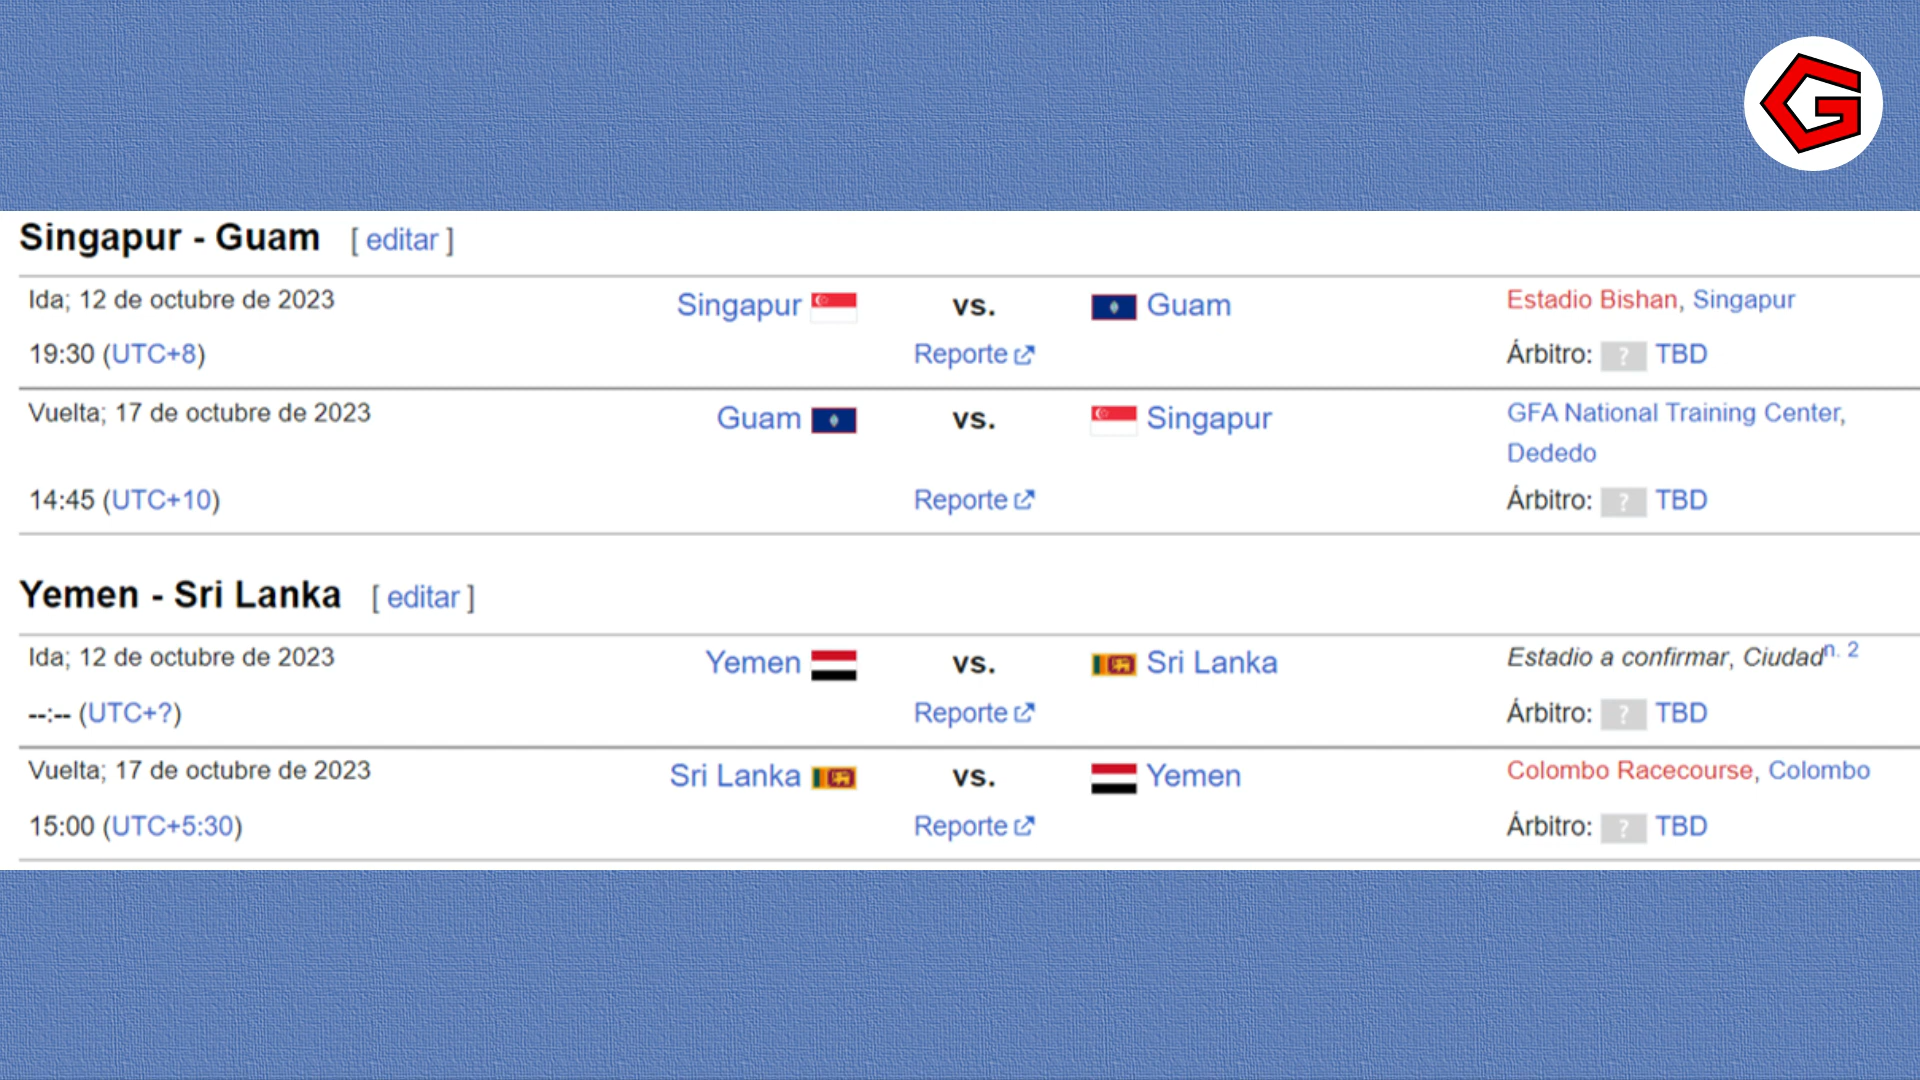 G
Singapur - Guam [ editar ]
Ida; 12 de octubre de 2023 Singapur vs. Guam Estadio Bishan, Singapur
19:30 (UTC+8) Reporte Árbitro: ? TBD
Vuelta; 17 de octubre de 2023 Guam vs. Singapur GFA National Training Center,
Dededo
14:45 (UTC+10) Reporte Árbitro: ? TBD
Yemen - Sri Lanka [ editar ]
Ida; 12 de octubre de 2023 Yemen vs. Sri Lanka Estadio a confirmar, Ciudad n. 2
--:-- (UTC+?) Reporte Árbitro: ? TBD
Vuelta; 17 de octubre de 2023 Sri Lanka vs. Yemen Colombo Racecourse, Colombo
15:00 (UTC+5:30) Reporte Árbitro: ? TBD